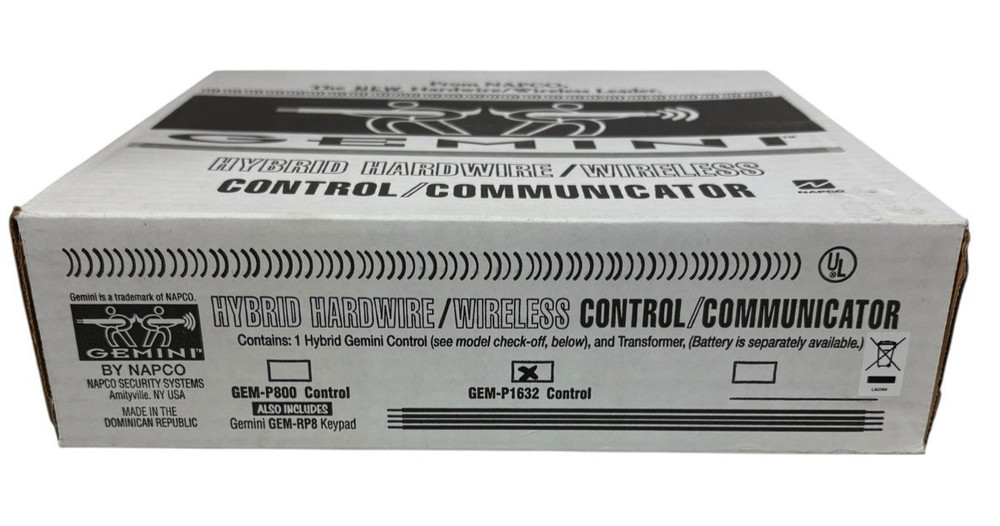 From NAPCO,
The NEW Hardwire/Wireless Leader.
GEMINI™
HYBRID HARDWIRE/WIRELESS
CONTROL/COMMUNICATOR
NAPCO
UL
Gemini is a trademark of NAPCO.
GEMINI™
BY NAPCO
NAPCO SECURITY SYSTEMS
Amityville, NY USA
MADE IN THE
DOMINICAN REPUBLIC
HYBRID HARDWIRE/WIRELESS CONTROL/COMMUNICATOR
Contains: 1 Hybrid Gemini Control (see model check-off, below), and Transformer, (Battery is separately available.)
GEM-P800 Control
ALSO INCLUDES
Gemini GEM-RP8 Keypad
X
GEM-P1632 Control